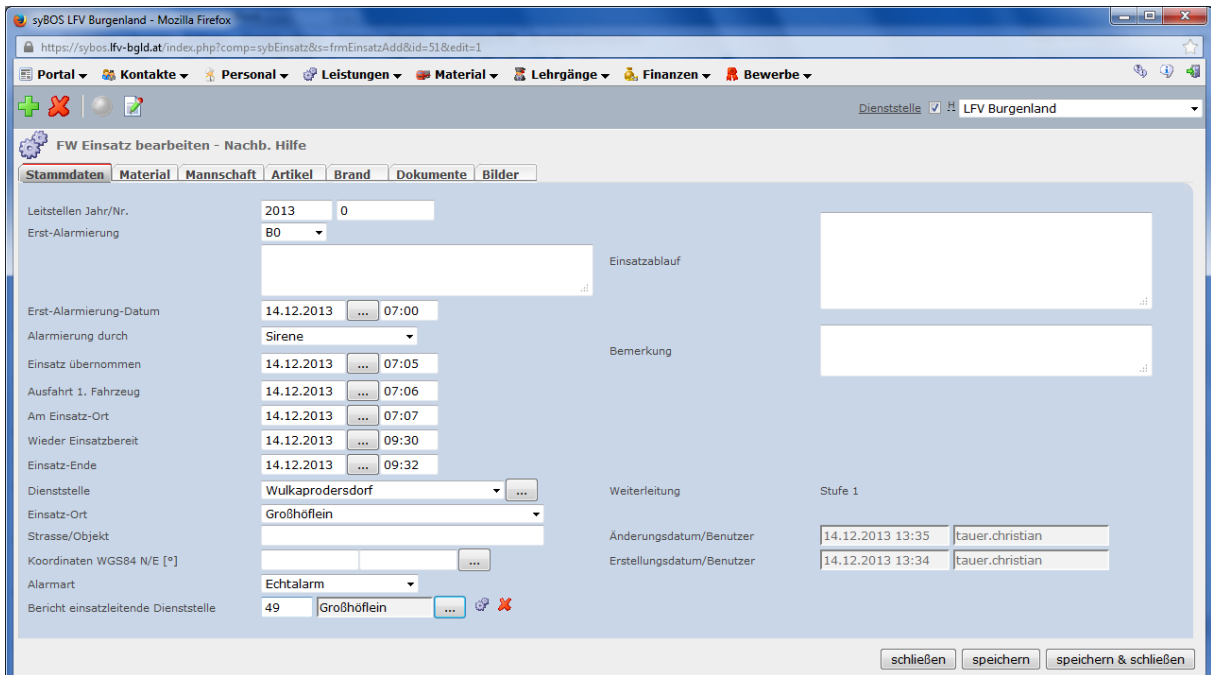 syBOS LFV Burgenland - Mozilla Firefox
https://sybos.lfv-bgld.at/index.php?comp=sybEinsatz&s=frmEinsatzAdd&id=51&edit=1
Portal Kontakte Personal Leistungen Material Lehrgänge Finanzen Bewerbe
Dienststelle H LFV Burgenland
FW Einsatz bearbeiten - Nachb. Hilfe
Stammdaten Material Mannschaft Artikel Brand Dokumente Bilder
Leitstellen Jahr/Nr. 2013 0
Erst-Alarmierung B0
Einsatzablauf
Erst-Alarmierung-Datum 14.12.2013 ... 07:00
Alarmierung durch Sirene
Bemerkung
Einsatz übernommen 14.12.2013 ... 07:05
Ausfahrt 1. Fahrzeug 14.12.2013 ... 07:06
Am Einsatz-Ort 14.12.2013 ... 07:07
Wieder Einsatzbereit 14.12.2013 ... 09:30
Einsatz-Ende 14.12.2013 ... 09:32
Dienststelle Wulkaprodersdorf ... Weiterleitung Stufe 1
Einsatz-Ort Großhöflein
Strasse/Objekt Änderungsdatum/Benutzer 14.12.2013 13:35 tauer.christian
Koordinaten WGS84 N/E [°] ... Erstellungsdatum/Benutzer 14.12.2013 13:34 tauer.christian
Alarmart Echtalarm
Bericht einsatzleitende Dienststelle 49 Großhöflein ...
schließen speichern speichern & schließen